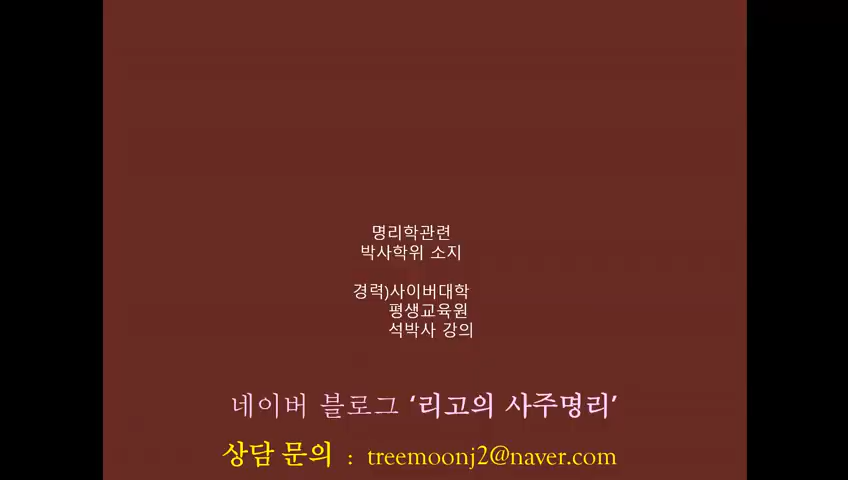 명리학관련
박사학위 소지
경력)사이버대학
평생교육원
석박사 강의
네이버 블로그 ‘리고의 사주명리’
상담 문의 : treemoonj2@naver.com